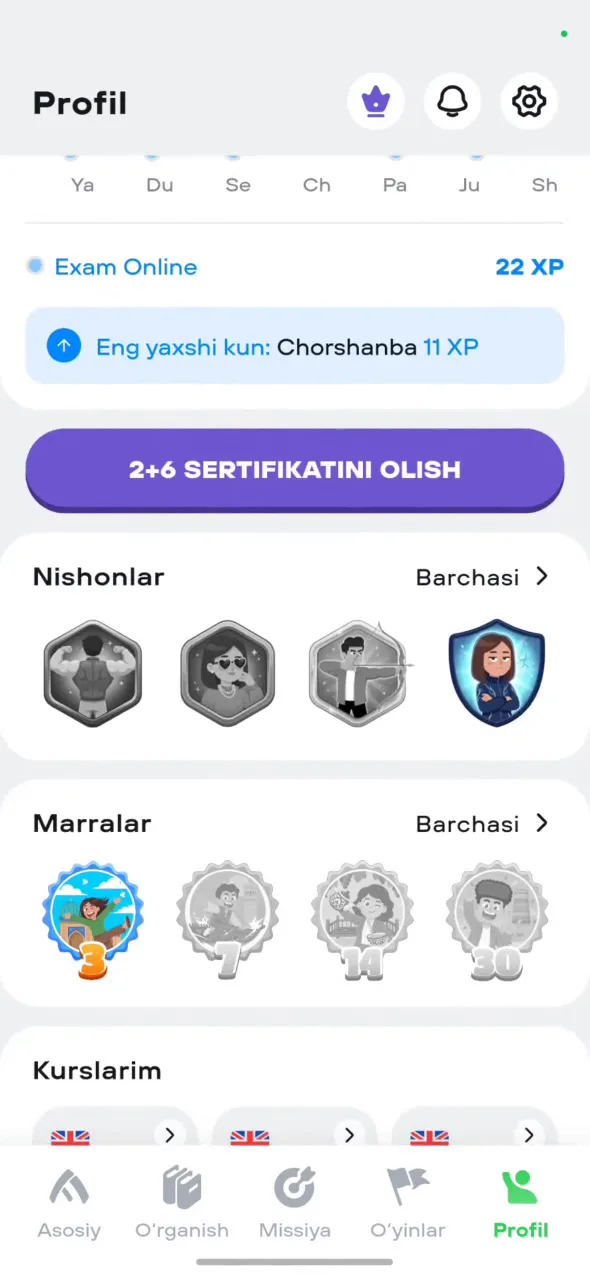 Profil
Ya Du Se Ch Pa Ju Sh
Exam Online 22 XP
Eng yaxshi kun: Chorshanba 11 XP
2+6 SERTIFIKATINI OLISH
Nishonlar Barchasi
Marralar Barchasi
3 7 14 30
Kurslarim
Asosiy O‘rganish Missiya O‘yinlar Profil